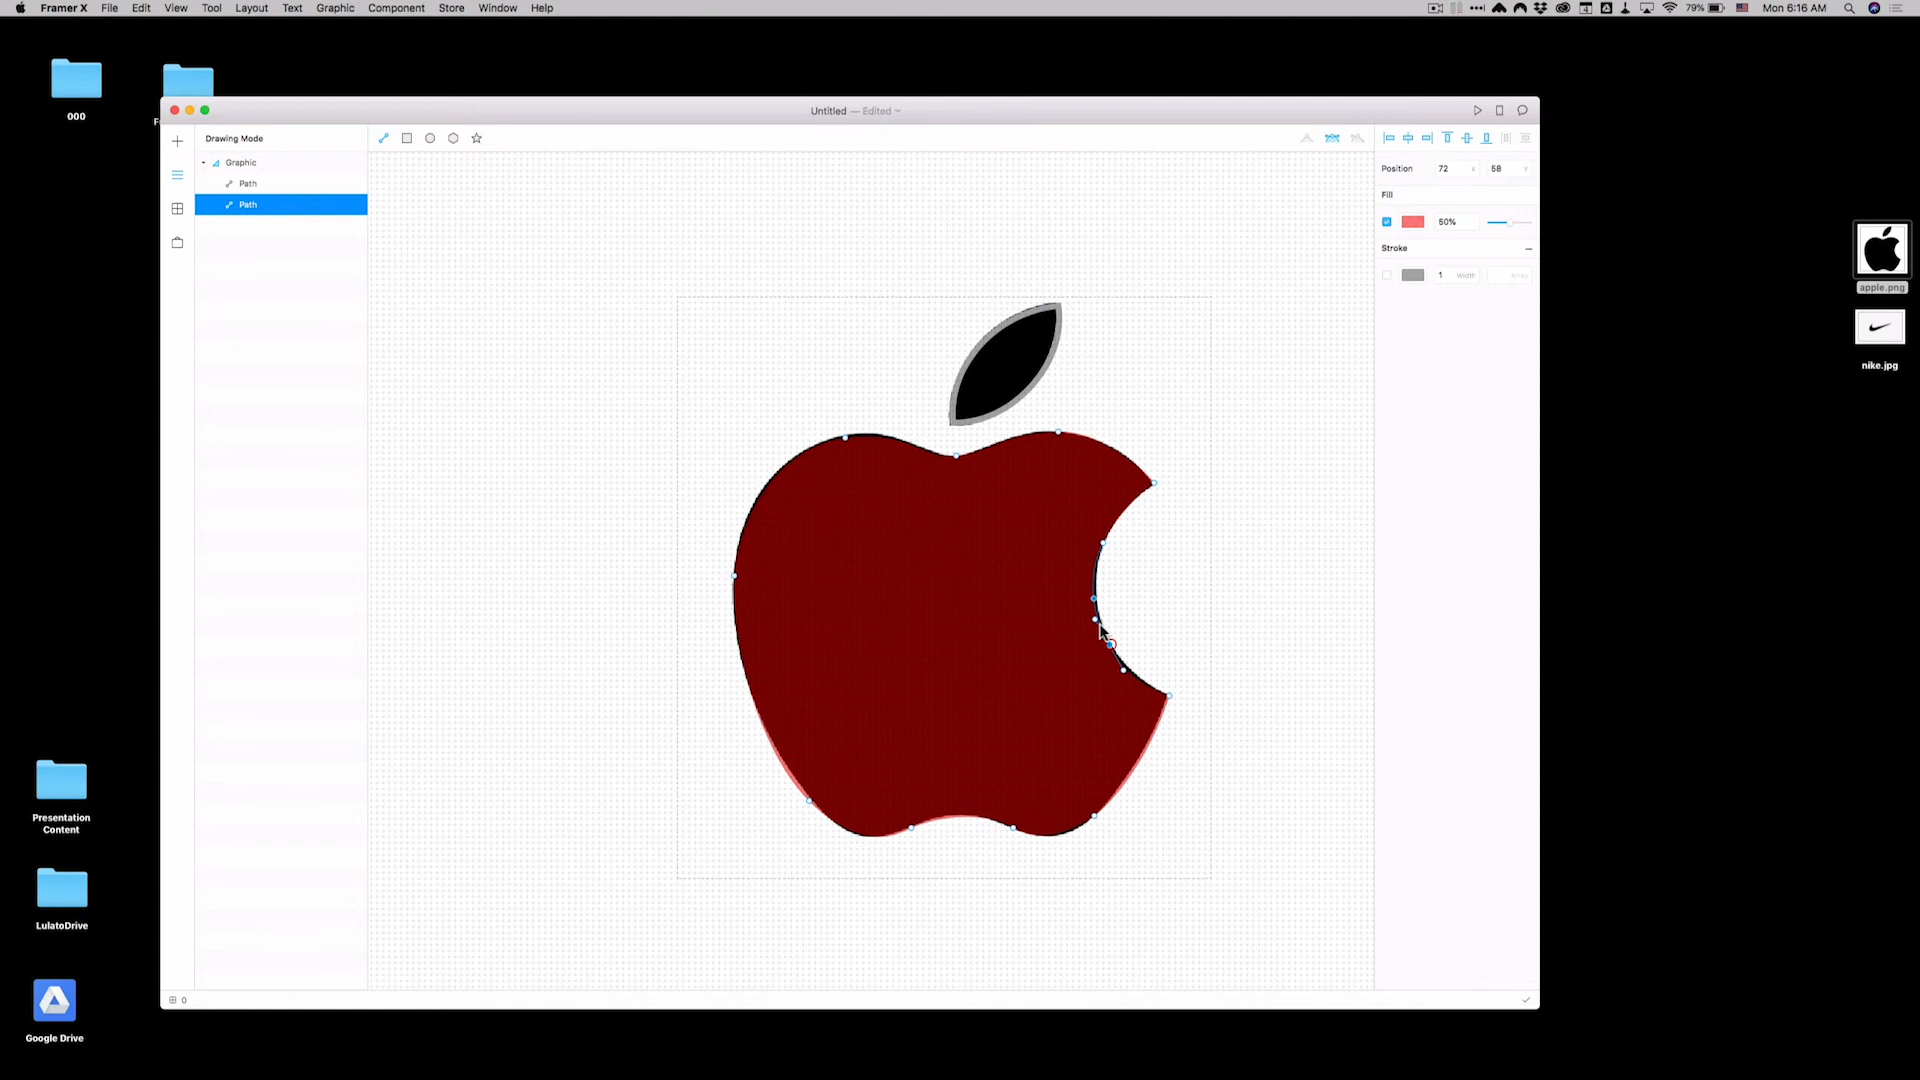 Framer X File Edit View Tool Layout Text Graphic Component Store Window Help
79% Mon 6:16 AM
000
Untitled — Edited
Drawing Mode
Graphic
Path
Path
Position 72 X 58 Y
Fill
50%
Stroke
1 Width
apple.png
nike.jpg
Presentation
Content
LulatoDrive
Google Drive
0